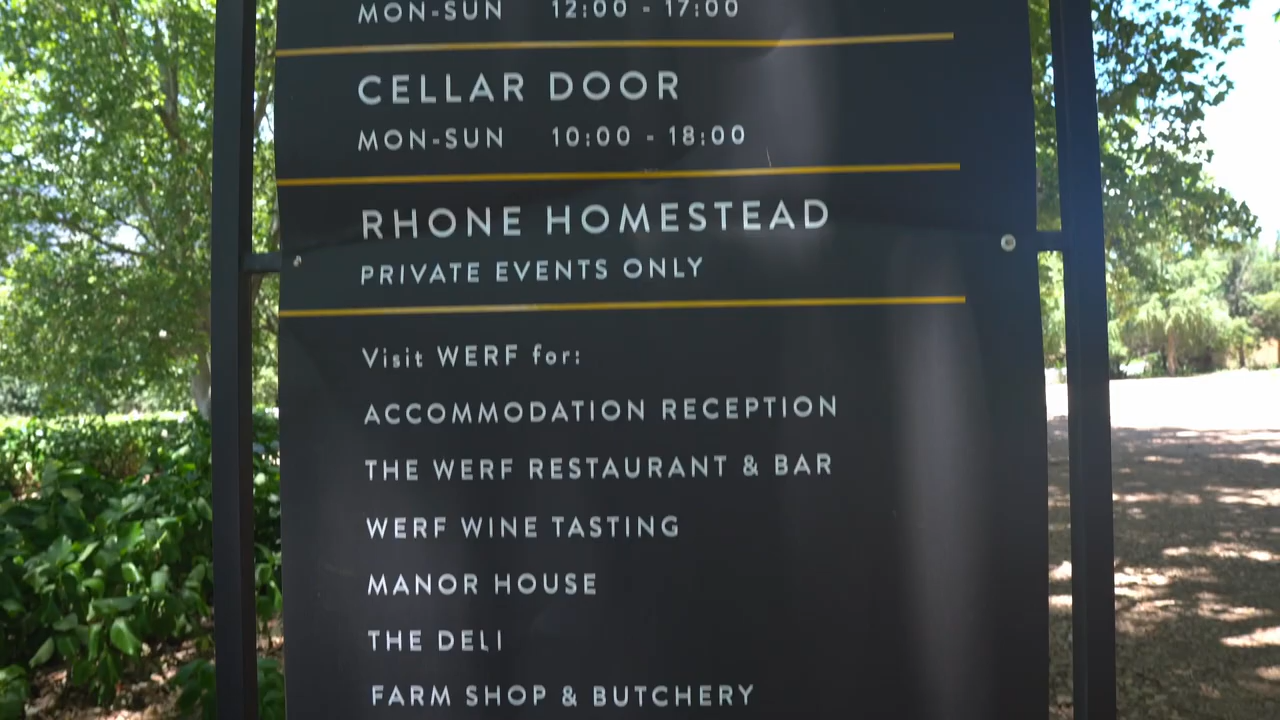 MON-SUN 12:00 - 17:00
CELLAR DOOR
MON-SUN 10:00 - 18:00
RHONE HOMESTEAD
PRIVATE EVENTS ONLY
Visit WERF for:
ACCOMMODATION RECEPTION
THE WERF RESTAURANT & BAR
WERF WINE TASTING
MANOR HOUSE
THE DELI
FARM SHOP & BUTCHERY